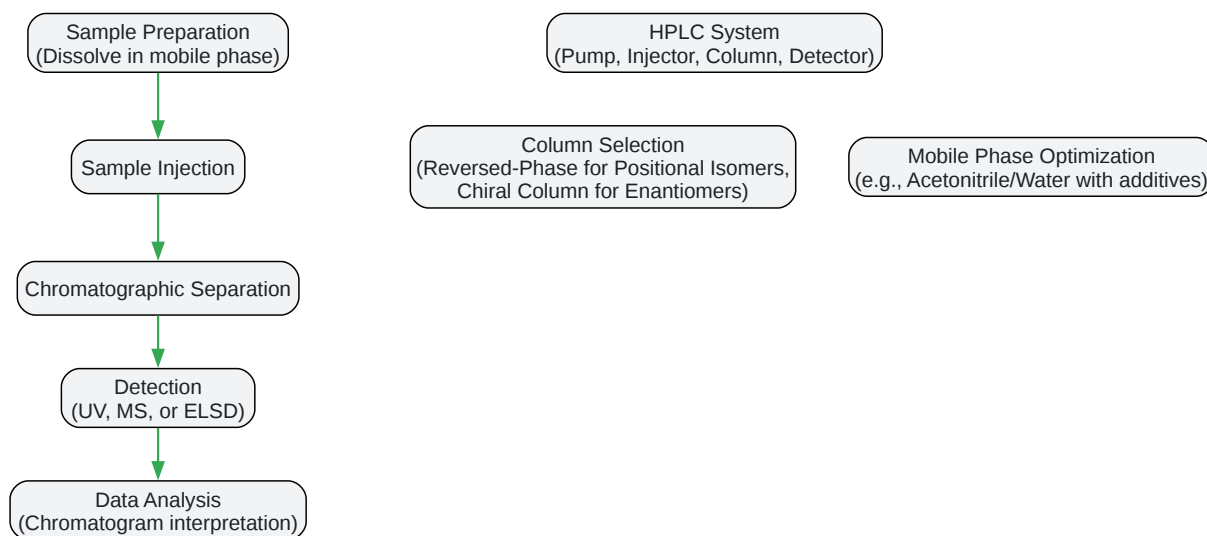 Sample Preparation
(Dissolve in mobile phase)
HPLC System
(Pump, Injector, Column, Detector)
Sample Injection
Column Selection
(Reversed-Phase for Positional Isomers,
Chiral Column for Enantiomers)
Mobile Phase Optimization
(e.g., Acetonitrile/Water with additives)
Chromatographic Separation
Detection
(UV, MS, or ELSD)
Data Analysis
(Chromatogram interpretation)